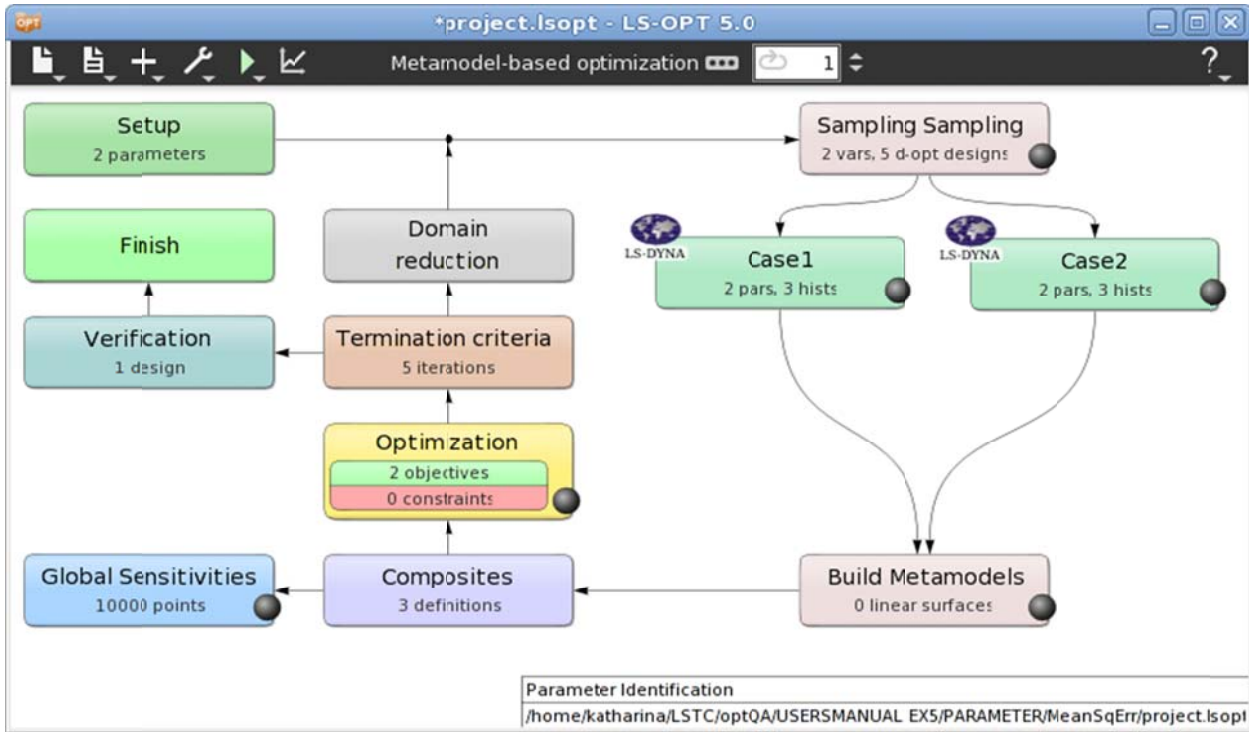 OPT
*project.lsopt - LS-OPT 5.0
Metamodel-based optimization
1
?
Setup
2 parameters
Sampling Sampling
2 vars, 5 d-opt designs
Finish
Domain
reduction
LS-DYNA
Case1
2 pars, 3 hists
LS-DYNA
Case2
2 pars, 3 hists
Verification
1 design
Termination criteria
5 iterations
Optimization
2 objectives
0 constraints
Global Sensitivities
10000 points
Composites
3 definitions
Build Metamodels
0 linear surfaces
Parameter Identification
/home/katharina/LSTC/optQA/USERSMANUAL EX5/PARAMETER/MeanSqErr/project.lsopt